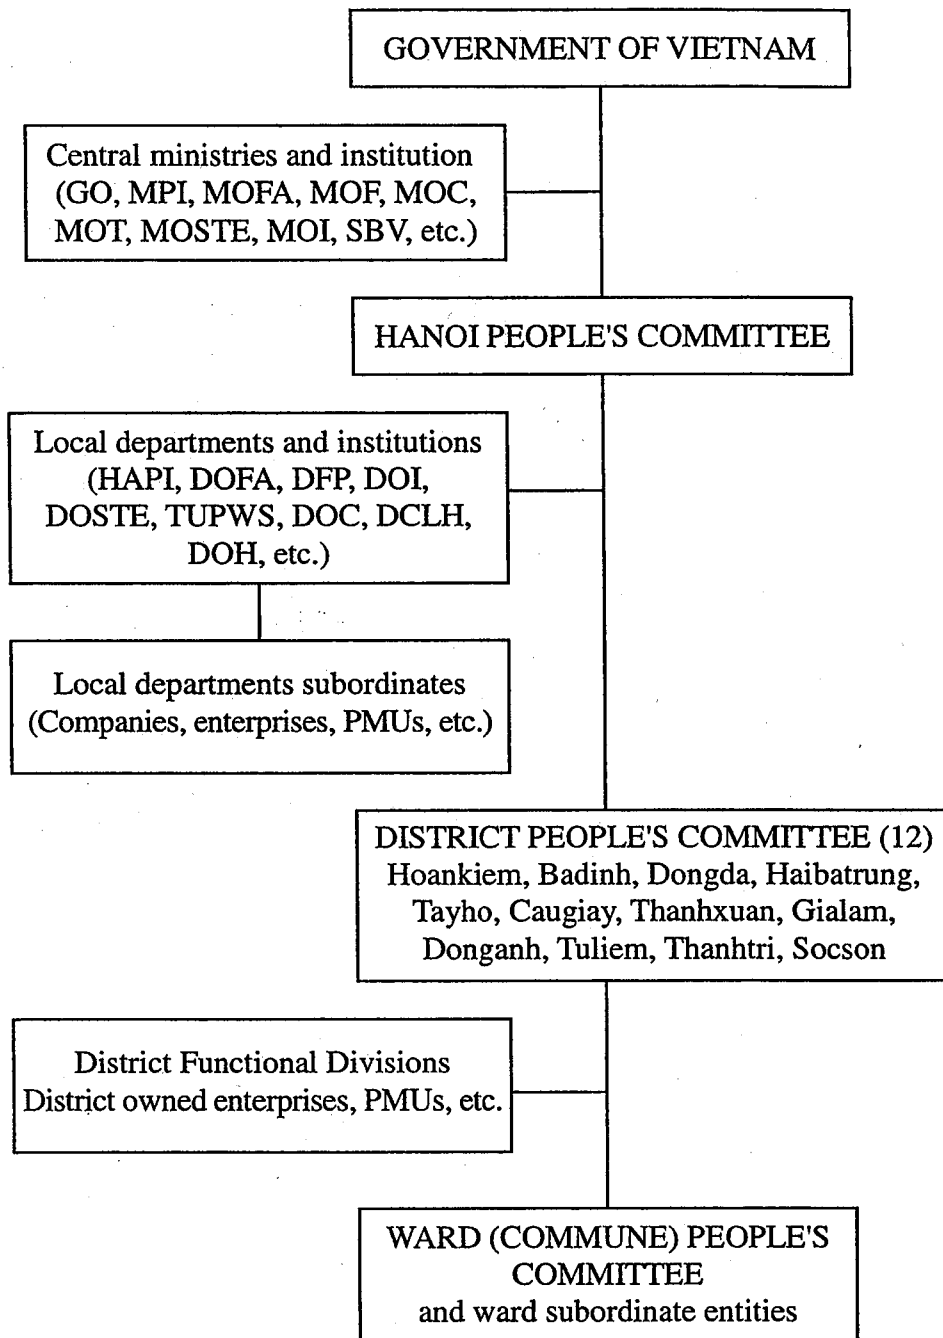 GOVERNMENT OF VIETNAM
Central ministries and institution
(GO, MPI, MOFA, MOF, MOC,
MOT, MOSTE, MOI, SBV, etc.)
HANOI PEOPLE'S COMMITTEE
Local departments and institutions
(HAPI, DOFA, DFP, DOI,
DOSTE, TUPWS, DOC, DCLH,
DOH, etc.)
Local departments subordinates
(Companies, enterprises, PMUs, etc.)
DISTRICT PEOPLE'S COMMITTEE (12)
Hoankiem, Badinh, Dongda, Haibatrung,
Tayho, Caugiay, Thanhxuan, Gialam,
Donganh, Tuliem, Thanhtri, Socson
District Functional Divisions
District owned enterprises, PMUs, etc.
WARD (COMMUNE) PEOPLE'S
COMMITTEE
and ward subordinate entities